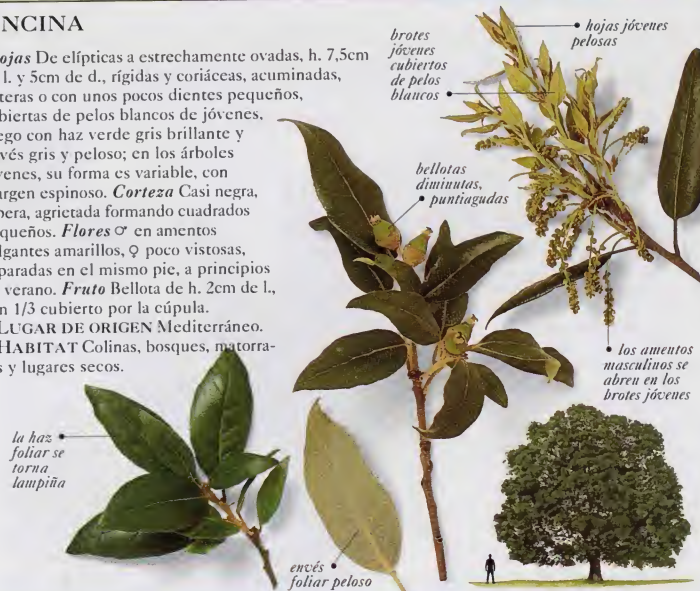 NCINA
ojas De elípticas a estrechamente ovadas, h. 7,5cm
l. y 5cm de d., rígidas y coriáceas, acuminadas,
teras o con unos pocos dientes pequeños,
biertas de pelos blancos de jóvenes,
ego con haz verde gris brillante y
vés gris y peloso; en los árboles
venes, su forma es variable, con
argen espinoso. Corteza Casi negra,
pera, agrietada formando cuadrados
queños. Flores ♂ en amentos
lgantes amarillos, ♀ poco vistosas,
paradas en el mismo pie, a principios
verano. Fruto Bellota de h. 2cm de l.,
n 1/3 cubierto por la cúpula.
LUGAR DE ORIGEN Mediterráneo.
HABITAT Colinas, bosques, matorra-
s y lugares secos.
brotes
jóvenes
cubiertos
de pelos
blancos
hojas jóvenes
pelosas
bellotas
diminutas,
puntiagudas
los amentos
masculinos se
abren en los
brotes jóvenes
la haz
foliar se
torna
lampiña
envés
foliar peloso